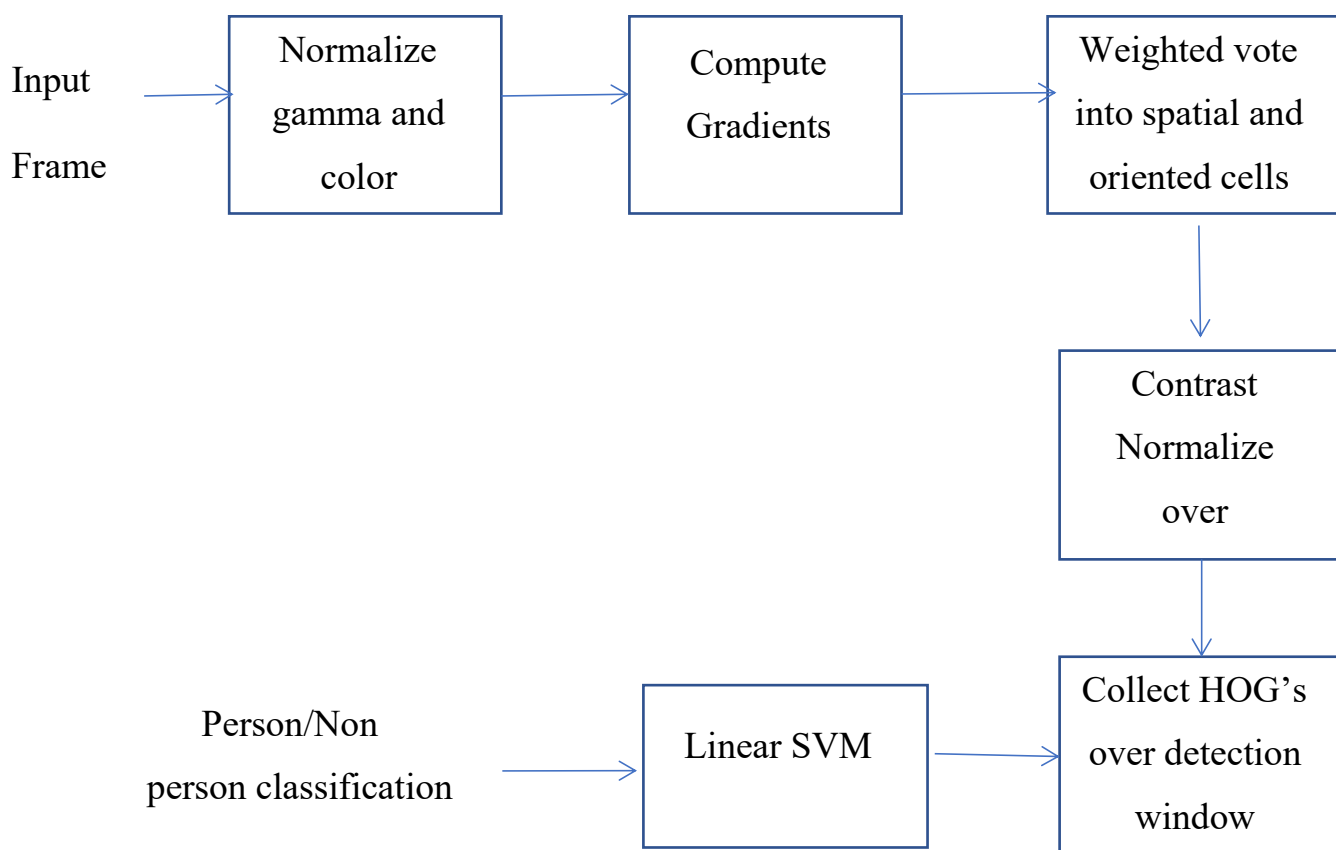 Input
Frame
Normalize
gamma and
color
Compute
Gradients
Weighted vote
into spatial and
oriented cells
Contrast
Normalize
over
Collect HOG’s
over detection
window
Linear SVM
Person/Non
person classification